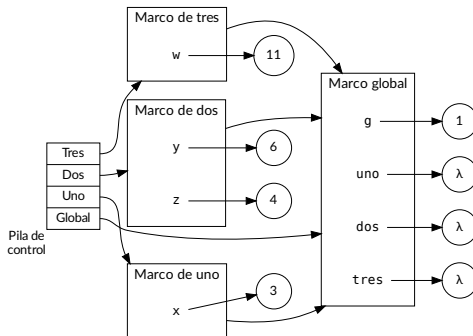 Marco de tres
w
11
Marco de dos
y
6
z
4
Marco global
g
1
uno
λ
dos
λ
tres
λ
Tres
Dos
Uno
Global
Pila de
control
Marco de uno
x
3